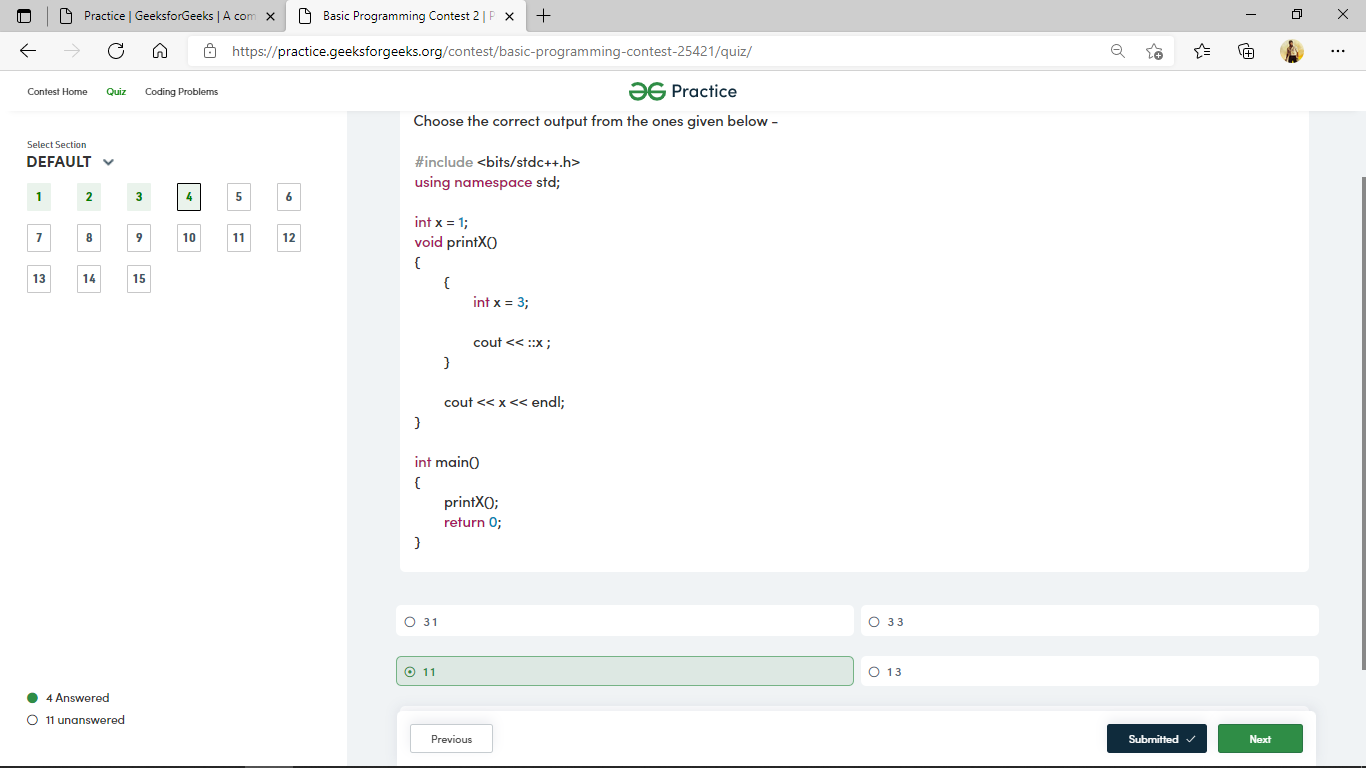 Practice | GeeksforGeeks | A com
Basic Programming Contest 2 | P
https://practice.geeksforgeeks.org/contest/basic-programming-contest-25421/quiz/
Contest Home Quiz Coding Problems
Practice
Select Section
DEFAULT
1 2 3 4 5 6
7 8 9 10 11 12
13 14 15
4 Answered
11 unanswered
Choose the correct output from the ones given below -
#include <bits/stdc++.h>
using namespace std;
int x = 1;
void printX()
{
{
int x = 3;
cout << ::x ;
}
cout << x << endl;
}
int main()
{
printX();
return 0;
}
3 1
3 3
1 1
1 3
Previous
Submitted
Next